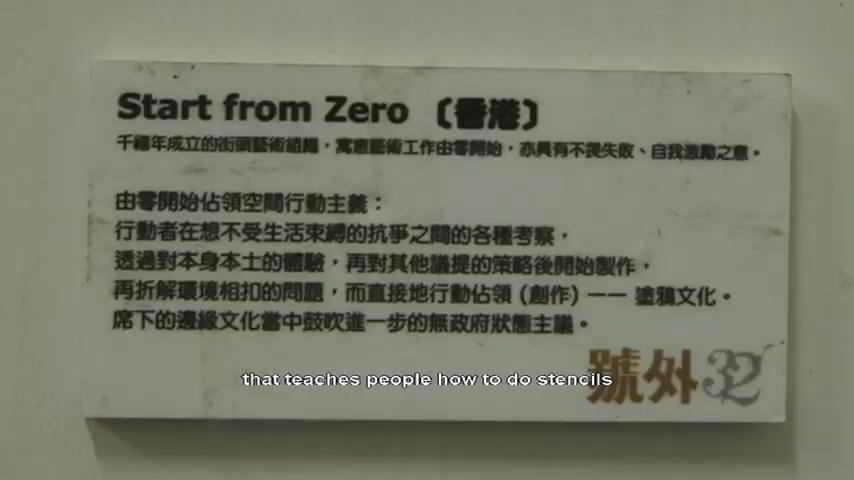 Start from Zero 〔香港〕
千禧年成立的街頭藝術組織，寓意藝術工作由零開始，亦具有不畏失敗、自我激勵之意。
由零開始佔領空間行動主義：
行動者在想不受生活束縛的抗爭之間的各種考察，
透過對本身本土的體驗，再對其他議提的策略後開始製作，
再折解環境相扣的問題，而直接地行動佔領（創作）—— 塗鴉文化。
席下的邊緣文化當中鼓吹進一步的無政府狀態主議。
that teaches people how to do stencils
號外32